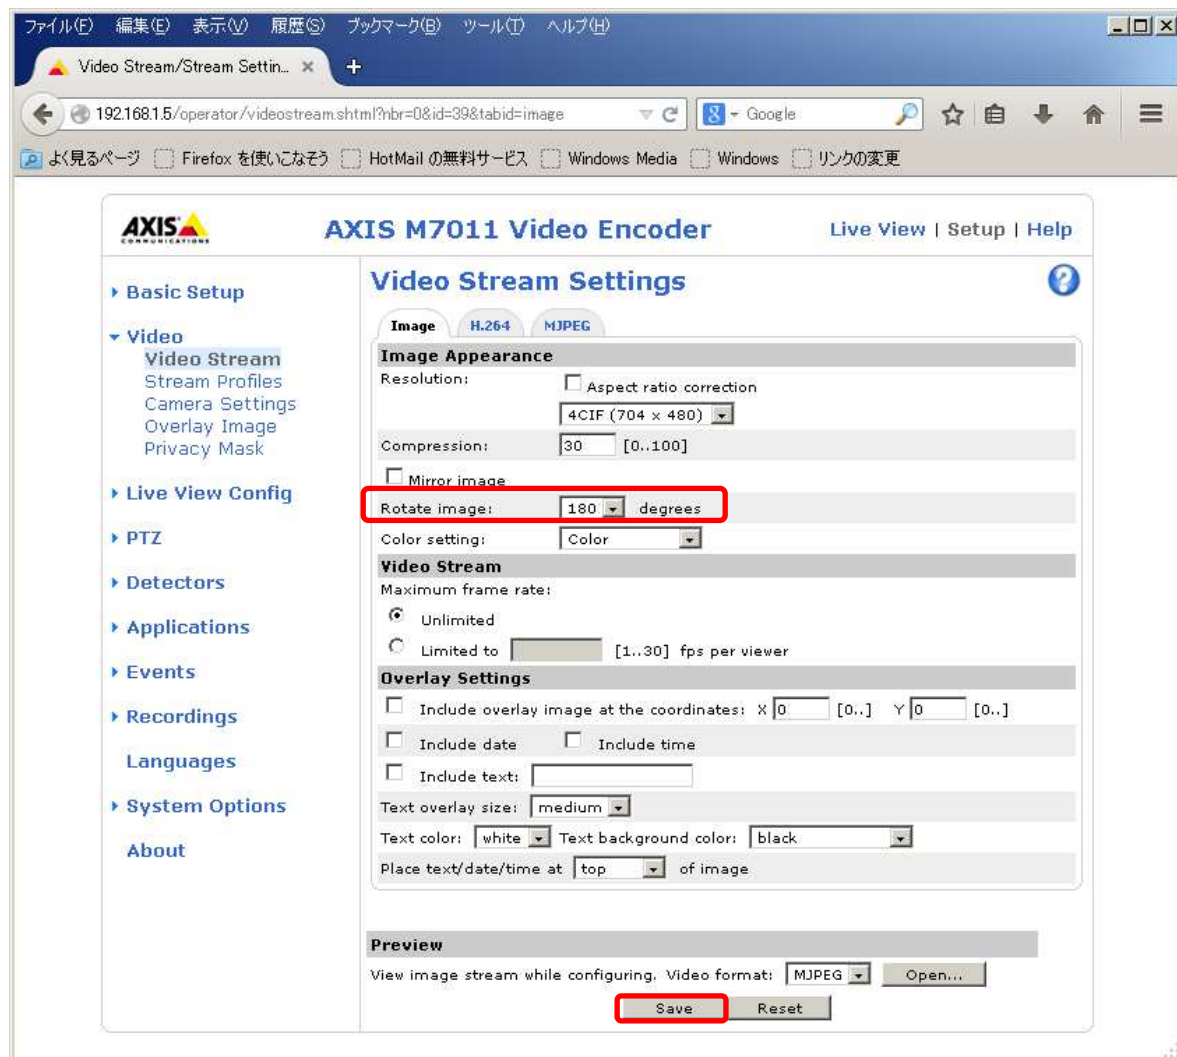 ファイル(F) 編集(E) 表示(V) 履歴(S) ブックマーク(B) ツール(T) ヘルプ(H)
Video Stream/Stream Settin...
192.168.1.5/operator/videostream.shtml?nbr=0&id=39&tabid=image
Google
よく見るページ Firefox を使いこなそう HotMail の無料サービス Windows Media Windows リンクの変更
AXIS
COMMUNICATIONS
AXIS M7011 Video Encoder
Live View | Setup | Help
Basic Setup
Video
Video Stream
Stream Profiles
Camera Settings
Overlay Image
Privacy Mask
Live View Config
PTZ
Detectors
Applications
Events
Recordings
Languages
System Options
About
Video Stream Settings
Image H.264 MJPEG
Image Appearance
Resolution: Aspect ratio correction
4CIF (704 x 480)
Compression: 30 [0..100]
Mirror image
Rotate image: 180 degrees
Color setting: Color
Video Stream
Maximum frame rate:
Unlimited
Limited to [1..30] fps per viewer
Overlay Settings
Include overlay image at the coordinates: X 0 [0..] Y 0 [0..]
Include date Include time
Include text:
Text overlay size: medium
Text color: white Text background color: black
Place text/date/time at top of image
Preview
View image stream while configuring. Video format: MJPEG Open...
Save Reset